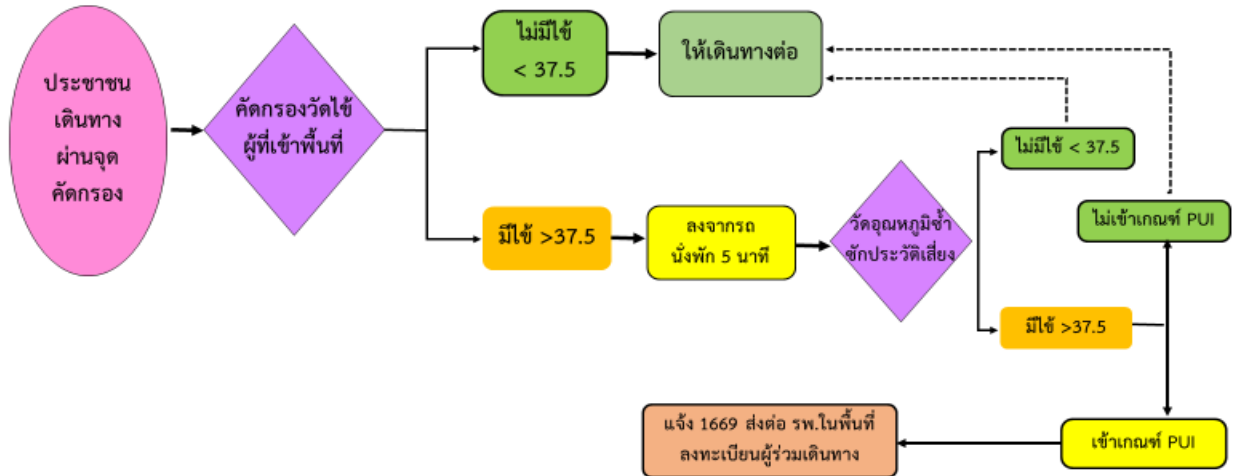 ประชาชน
เดินทาง
ผ่านจุด
คัดกรอง
คัดกรองวัดไข้
ผู้ที่เข้าพื้นที่
ไม่มีไข้
< 37.5
ให้เดินทางต่อ
มีไข้ >37.5
ลงจากรถ
นั่งพัก 5 นาที
วัดอุณหภูมิซ้ำ
ซักประวัติเสี่ยง
ไม่มีไข้ < 37.5
ไม่เข้าเกณฑ์ PUI
มีไข้ >37.5
เข้าเกณฑ์ PUI
แจ้ง 1669 ส่งต่อ รพ.ในพื้นที่
ลงทะเบียนผู้ร่วมเดินทาง